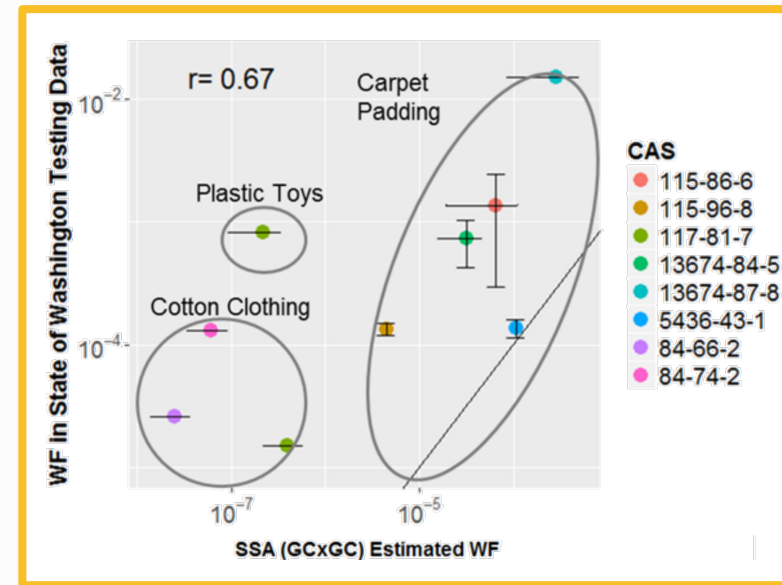 WF in State of Washington Testing Data
r= 0.67
Carpet
Padding
Plastic Toys
Cotton Clothing
10⁻²
10⁻⁴
10⁻⁷
10⁻⁵
SSA (GCxGC) Estimated WF
CAS
115-86-6
115-96-8
117-81-7
13674-84-5
13674-87-8
5436-43-1
84-66-2
84-74-2